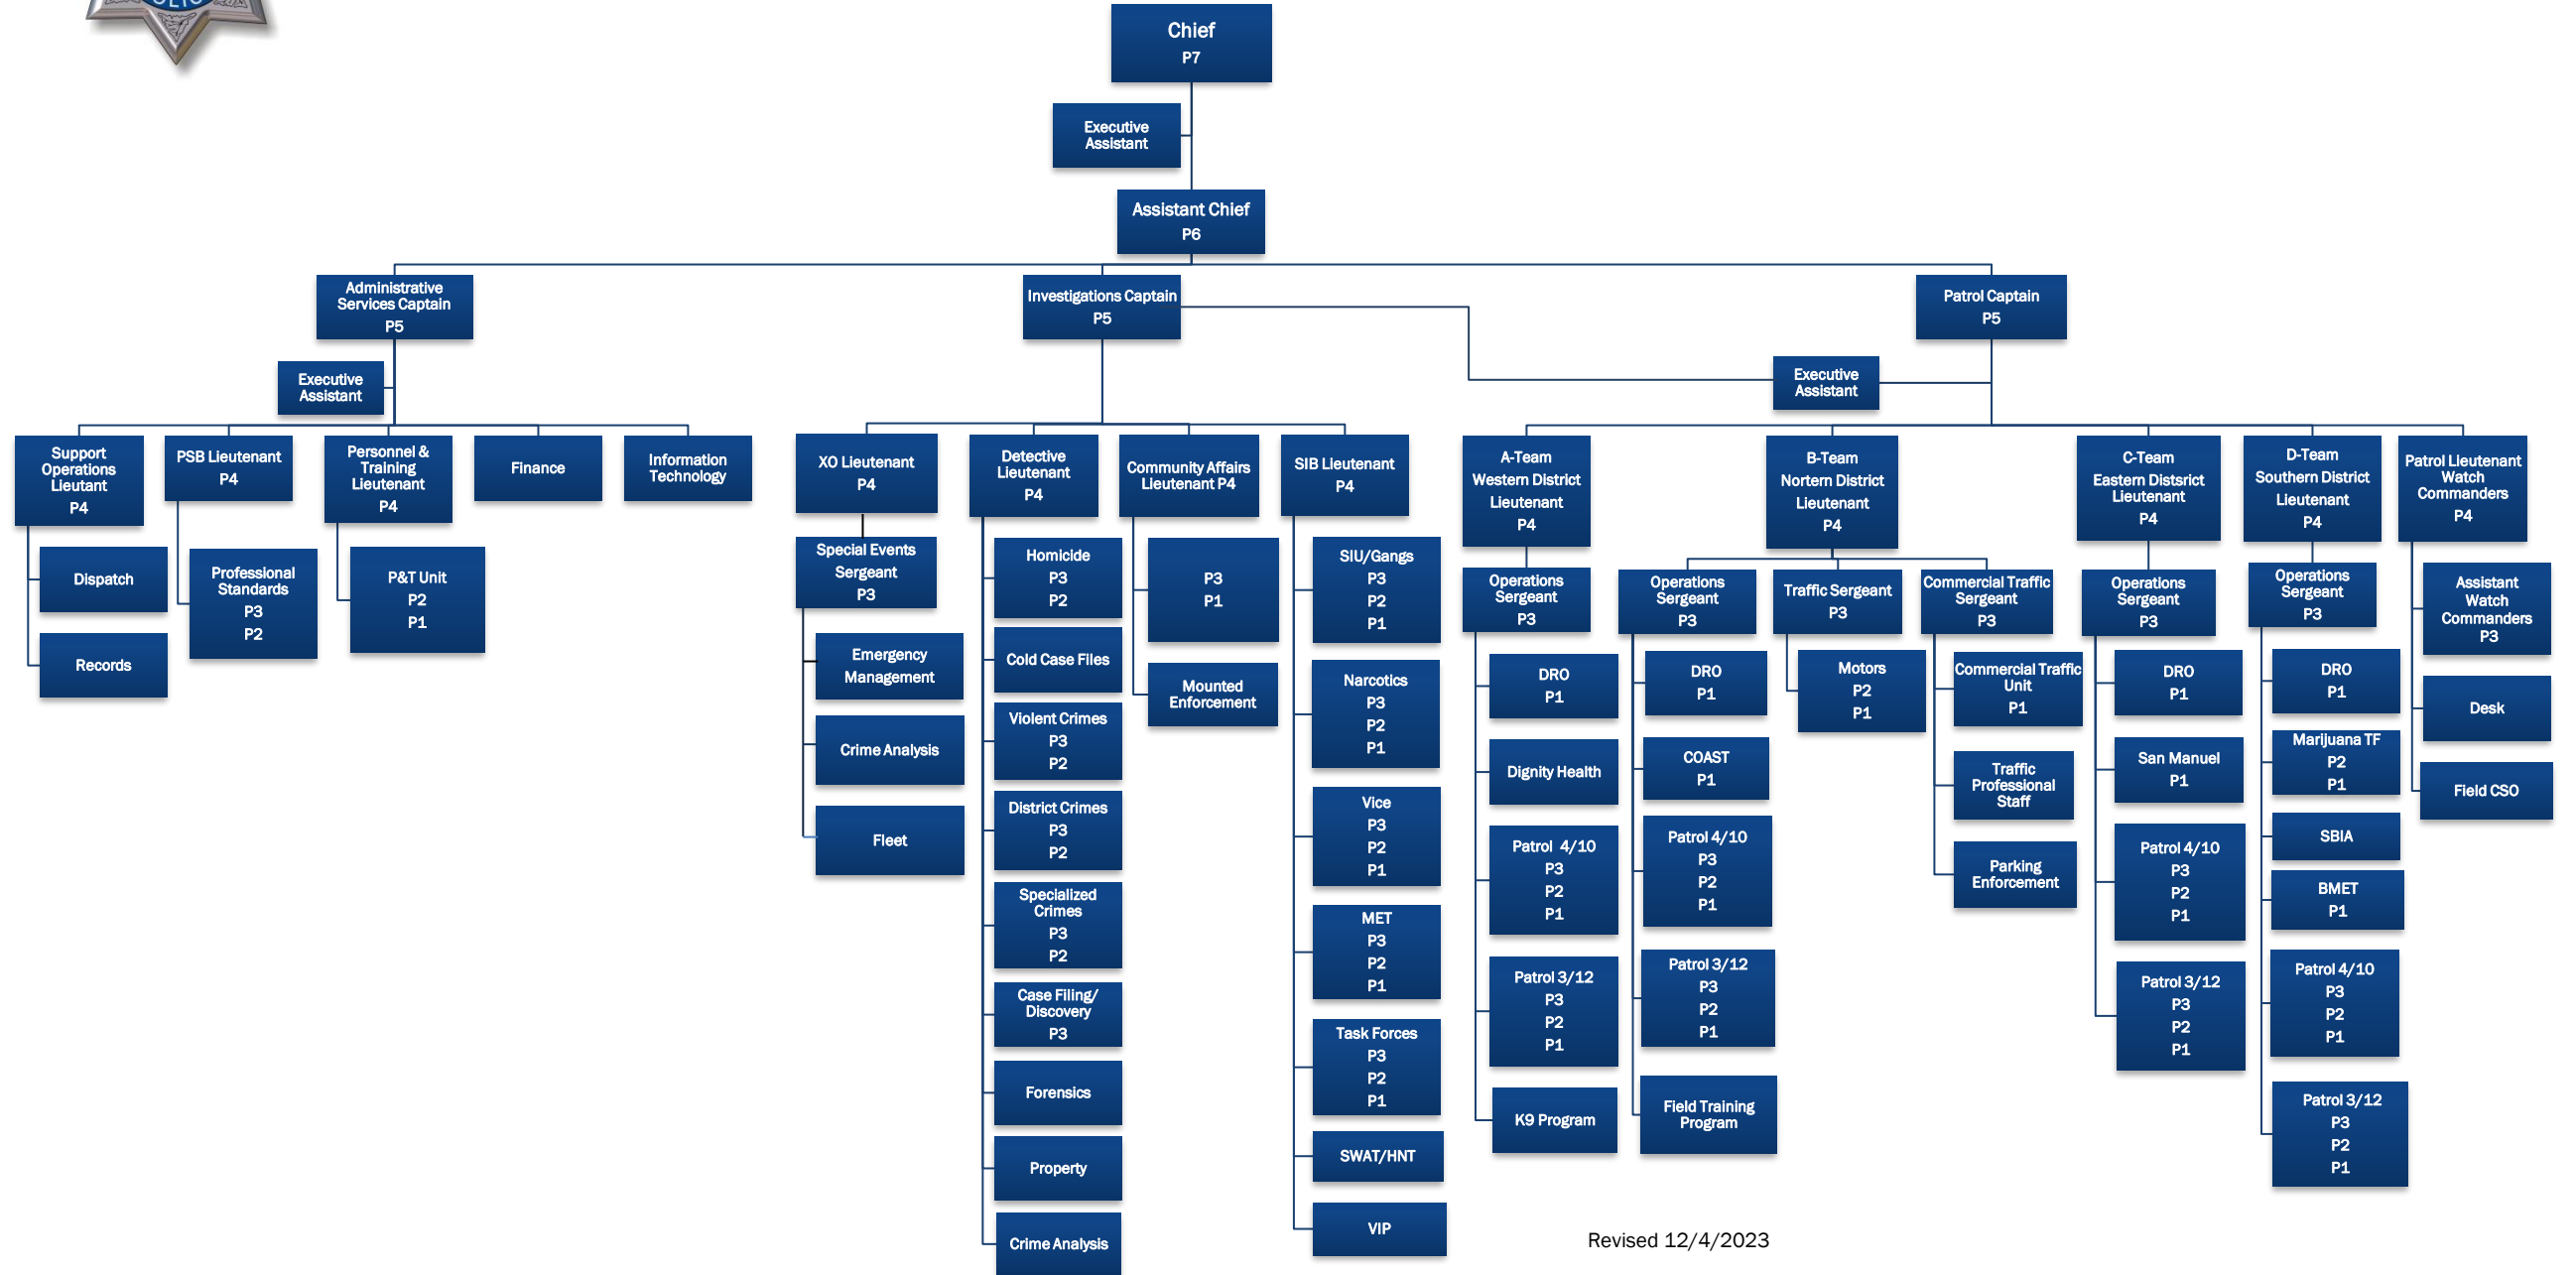 Chief
P7
Executive
Assistant
Assistant Chief
P6
Administrative
Services Captain
P5
Investigations Captain
P5
Patrol Captain
P5
Executive
Assistant
Executive
Assistant
Support
Operations
Lieutant
P4
Dispatch
Records
PSB Lieutenant
P4
Professional
Standards
P3
P2
Personnel &
Training
Lieutenant
P4
P&T Unit
P2
P1
Finance
Information
Technology
XO Lieutenant
P4
Special Events
Sergeant
P3
Emergency
Management
Crime Analysis
Fleet
Detective
Lieutenant
P4
Homicide
P3
P2
Cold Case Files
Violent Crimes
P3
P2
District Crimes
P3
P2
Specialized
Crimes
P3
P2
Case Filing/
Discovery
P3
Forensics
Property
Crime Analysis
Community Affairs
Lieutenant P4
P3
P1
Mounted
Enforcement
SIB Lieutenant
P4
SIU/Gangs
P3
P2
P1
Narcotics
P3
P2
P1
Vice
P3
P2
P1
MET
P3
P2
P1
Task Forces
P3
P2
P1
SWAT/HNT
VIP
A-Team
Western District
Lieutenant
P4
Operations
Sergeant
P3
DRO
P1
Dignity Health
Patrol 4/10
P3
P2
P1
Patrol 3/12
P3
P2
P1
K9 Program
B-Team
Nortern District
Lieutenant
P4
Operations
Sergeant
P3
DRO
P1
COAST
P1
Patrol 4/10
P3
P2
P1
Patrol 3/12
P3
P2
P1
Field Training
Program
Traffic Sergeant
P3
Motors
P2
P1
Commercial Traffic
Sergeant
P3
Commercial Traffic
Unit
P1
Traffic
Professional
Staff
Parking
Enforcement
C-Team
Eastern Distsrict
Lieutenant
P4
Operations
Sergeant
P3
DRO
P1
San Manuel
P1
Patrol 4/10
P3
P2
P1
Patrol 3/12
P3
P2
P1
D-Team
Southern District
Lieutenant
P4
Operations
Sergeant
P3
DRO
P1
Marijuana TF
P2
P1
SBIA
BMET
P1
Patrol 4/10
P3
P2
P1
Patrol 3/12
P3
P2
P1
Patrol Lieutenant
Watch
Commanders
P4
Assistant
Watch
Commanders
P3
Desk
Field CSO
Revised 12/4/2023